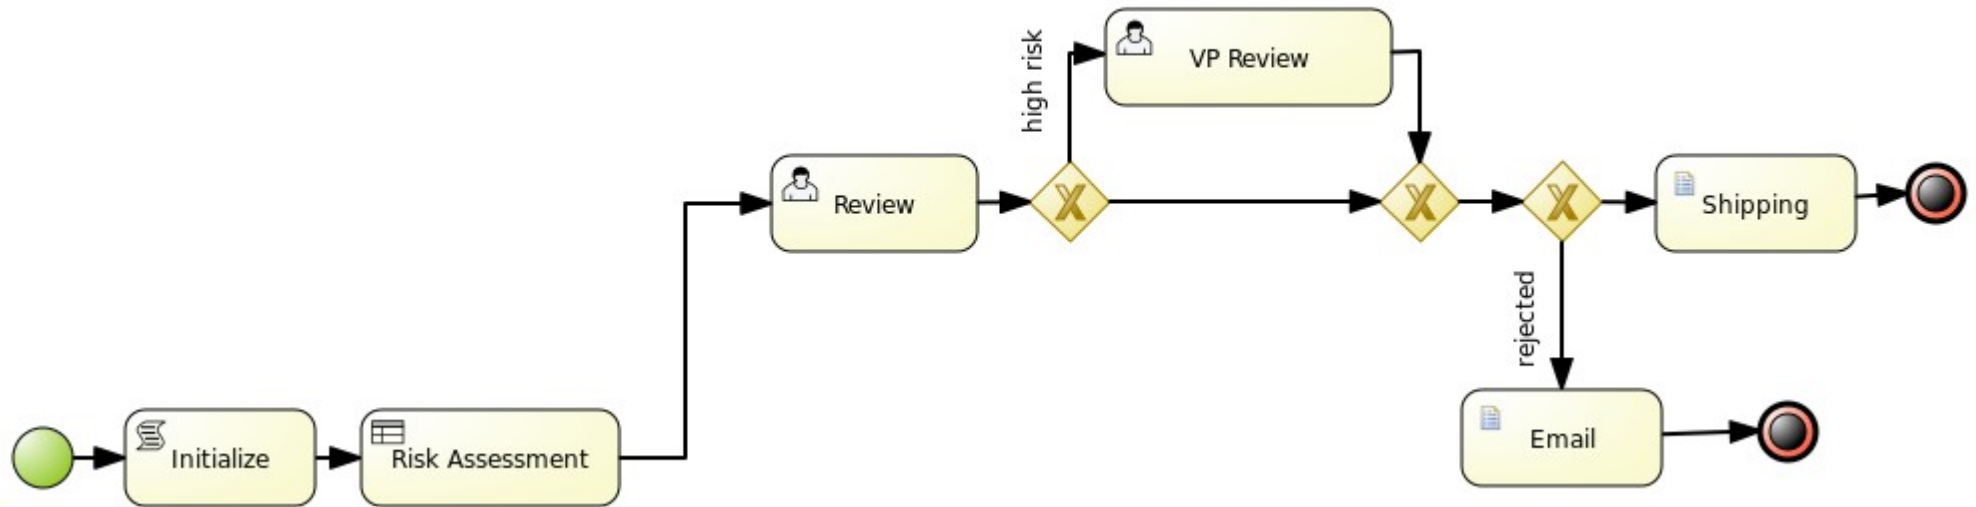 Initialize
Risk Assessment
Review
high risk
VP Review
Shipping
rejected
Email